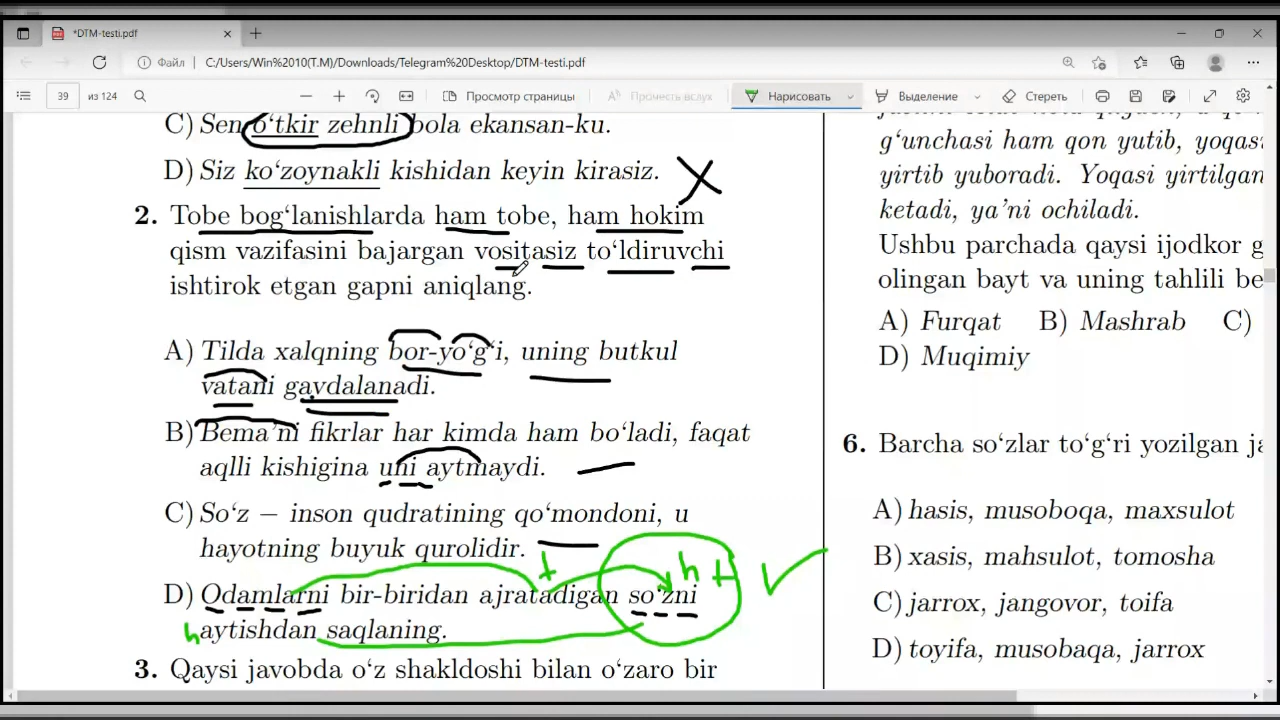 *DTM-testi.pdf
Файл C:/Users/Win%2010(T.M)/Downloads/Telegram%20Desktop/DTM-testi.pdf
39 из 124 Просмотр страницы Прочесть вслух Нарисовать Выделение Стереть
C) Sen o‘tkir zehnli bola ekansan-ku.
D) Siz ko‘zoynakli kishidan keyin kirasiz.
2. Tobe bog‘lanishlarda ham tobe, ham hokim
qism vazifasini bajargan vositasiz to‘ldiruvchi
ishtirok etgan gapni aniqlang.
A) Tilda xalqning bor-yo‘g‘i, uning butkul
vatani gavdalanadi.
B) Bema’ni fikrlar har kimda ham bo‘ladi, faqat
aqlli kishigina uni aytmaydi.
C) So‘z – inson qudratining qo‘mondoni, u
hayotning buyuk qurolidir.
t h t
D) Odamlarni bir-biridan ajratadigan so‘zni
h aytishdan saqlaning.
3. Qaysi javobda o‘z shakldoshi bilan o‘zaro bir
g‘unchasi ham qon yutib, yoqasi
yirtib yuboradi. Yoqasi yirtilgan
ketadi, ya’ni ochiladi.
Ushbu parchada qaysi ijodkor g
olingan bayt va uning tahlili be
A) Furqat B) Mashrab C)
D) Muqimiy
6. Barcha so‘zlar to‘g‘ri yozilgan ja
A) hasis, musoboqa, maxsulot
B) xasis, mahsulot, tomosha
C) jarrox, jangovor, toifa
D) toyifa, musobaqa, jarrox